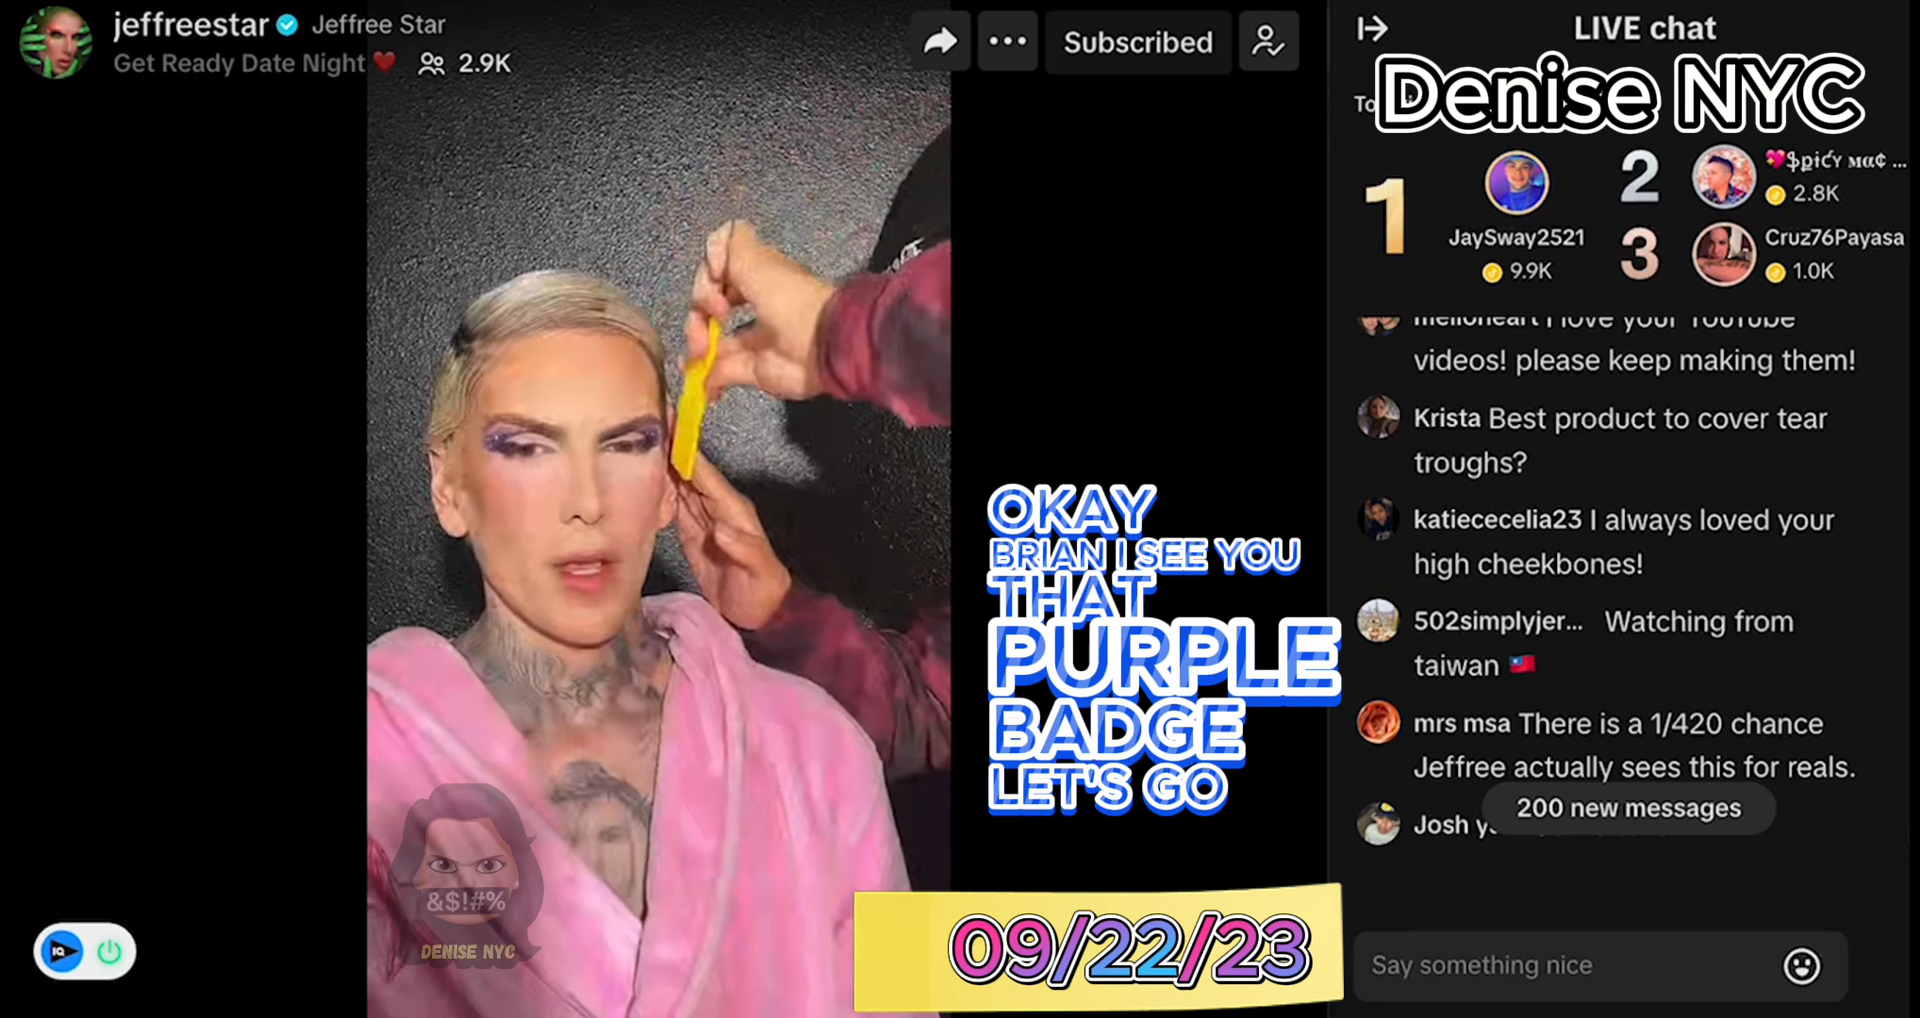 jeffreestar Jeffree Star
Get Ready Date Night ❤ 2.9K
Subscribed
LIVE chat
Denise NYC
1
JaySway2521
9.9K
2
2.8K
3
Cruz76Payasa
1.0K
I love your YouTube
videos! please keep making them!
Krista Best product to cover tear
troughs?
katiececelia23 I always loved your
high cheekbones!
502simplyjer... Watching from
taiwan 🇹🇼
mrs msa There is a 1/420 chance
Jeffree actually sees this for reals.
Josh
200 new messages
Say something nice
OKAY
BRIAN I SEE YOU
THAT
PURPLE
BADGE
LET'S GO
09/22/23
&$!#%
DENISE NYC
IQ